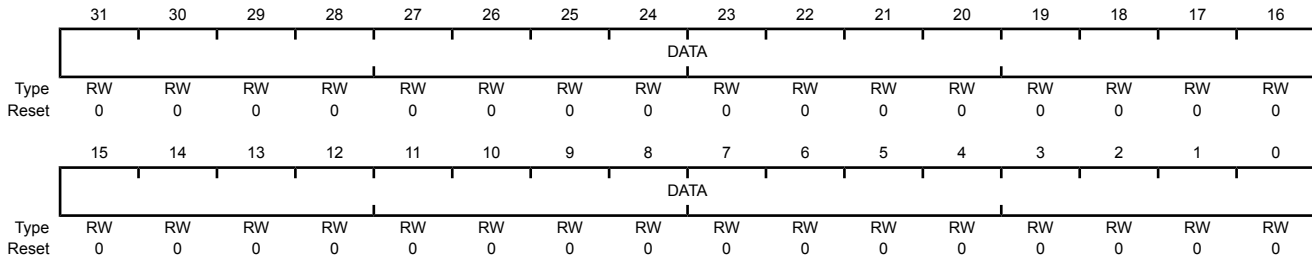 31 30 29 28 27 26 25 24 23 22 21 20 19 18 17 16
DATA
Type RW RW RW RW RW RW RW RW RW RW RW RW RW RW RW RW
Reset 0 0 0 0 0 0 0 0 0 0 0 0 0 0 0 0
15 14 13 12 11 10 9 8 7 6 5 4 3 2 1 0
DATA
Type RW RW RW RW RW RW RW RW RW RW RW RW RW RW RW RW
Reset 0 0 0 0 0 0 0 0 0 0 0 0 0 0 0 0